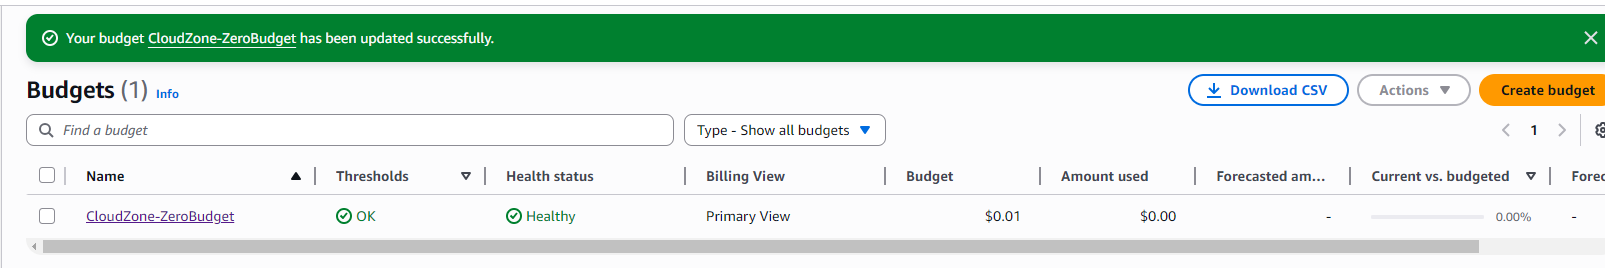 Your budget CloudZone-ZeroBudget has been updated successfully.
Budgets (1) Info
Download CSV
Actions
Create budget
Find a budget
Type - Show all budgets
1
Name Thresholds Health status Billing View Budget Amount used Forecasted am... Current vs. budgeted Forec
CloudZone-ZeroBudget OK Healthy Primary View $0.01 $0.00 - 0.00% -